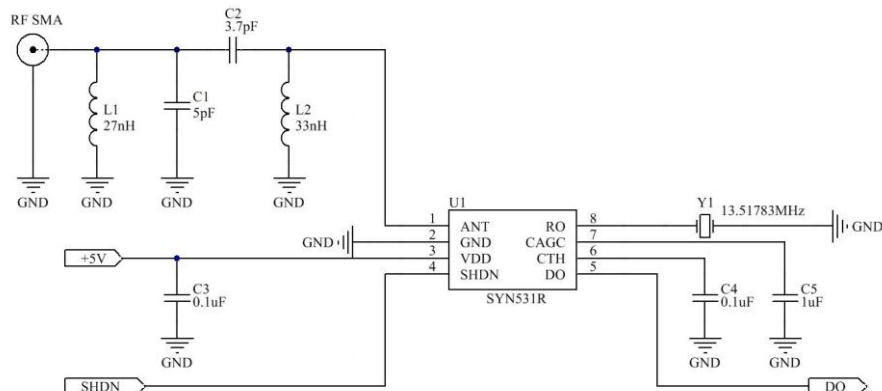 C2
3.7pF
RF SMA
L1
27nH
C1
5pF
L2
33nH
GND
GND
GND
GND
U1
1 ANT RO 8
2 GND CAGC 7
3 VDD CTH 6
4 SHDN DO 5
SYN531R
Y1
13.51783MHz
GND
GND
+5V
C3
0.1uF
C4
0.1uF
C5
1uF
GND
GND
GND
SHDN
DO